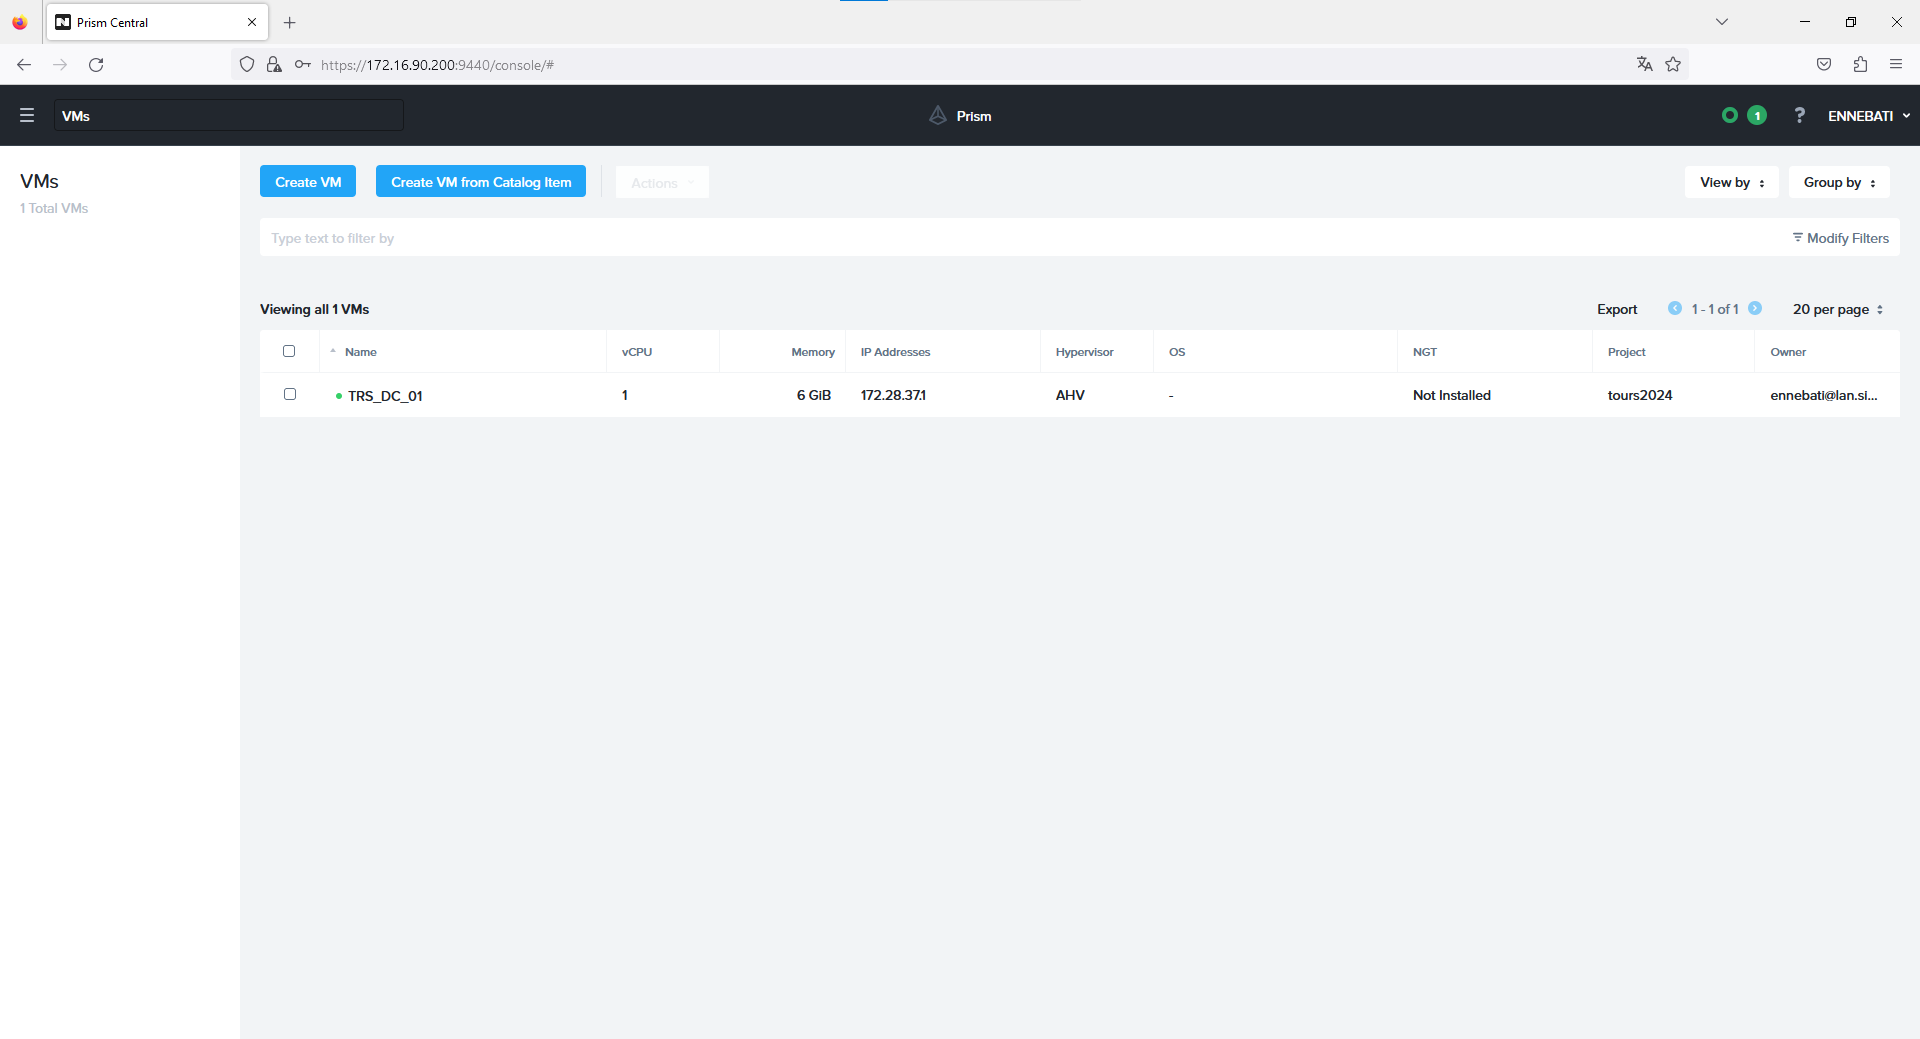 Prism Central
https://172.16.90.200:9440/console/#
VMs
Prism
1
?
ENNEBATI
VMs
1 Total VMs
Create VM
Create VM from Catalog Item
Actions
View by
Group by
Type text to filter by
Modify Filters
Viewing all 1 VMs
Export
1 - 1 of 1
20 per page
Name vCPU Memory IP Addresses Hypervisor OS NGT Project Owner
TRS_DC_01 1 6 GiB 172.28.37.1 AHV - Not Installed tours2024 ennebati@lan.si...